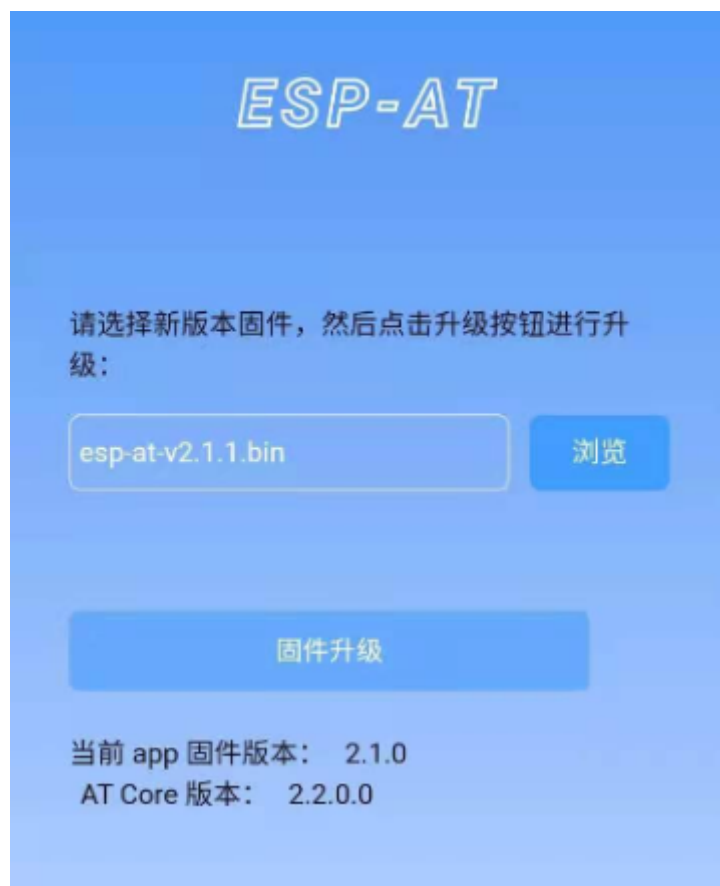 ESP-AT
请选择新版本固件，然后点击升级按钮进行升
级：
esp-at-v2.1.1.bin
浏览
固件升级
当前 app 固件版本： 2.1.0
AT Core 版本： 2.2.0.0